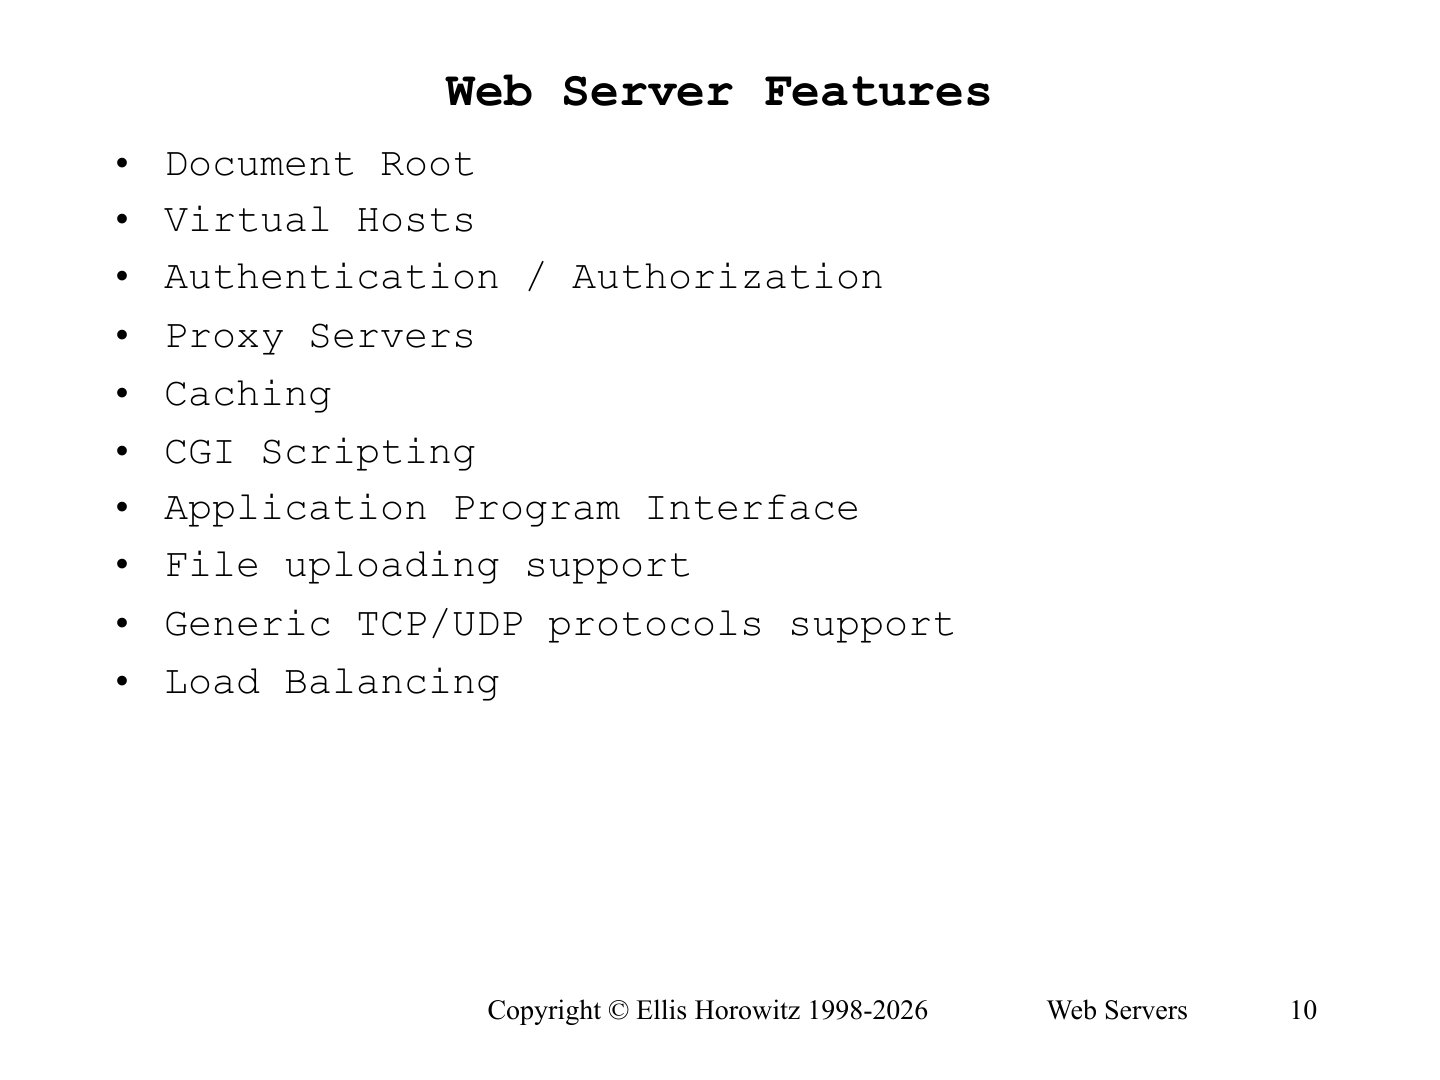 Web Server Features
• Document Root
• Virtual Hosts
• Authentication / Authorization
• Proxy Servers
• Caching
• CGI Scripting
• Application Program Interface
• File uploading support
• Generic TCP/UDP protocols support
• Load Balancing
Copyright © Ellis Horowitz 1998-2026 Web Servers 10